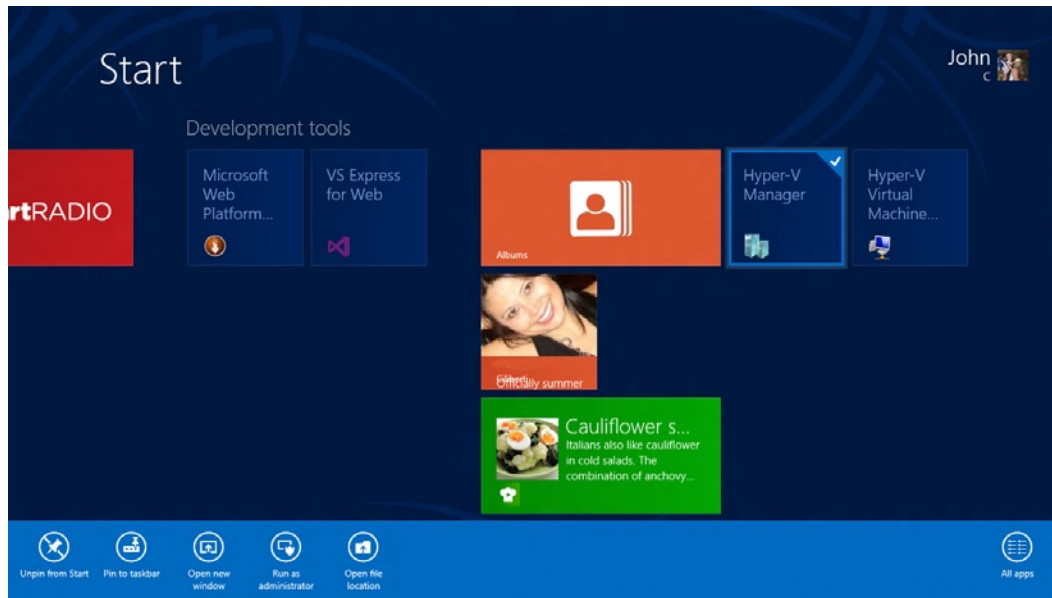 Start
John
C
Development tools
rtRADIO
Microsoft
Web
Platform...
VS Express
for Web
Albums
Hyper-V
Manager
Hyper-V
Virtual
Machine...
Officially summer
Cauliflower s...
Italians also like cauliflower
in cold salads. The
combination of anchovy...
Unpin from Start
Pin to taskbar
Open new
window
Run as
administrator
Open file
location
All apps